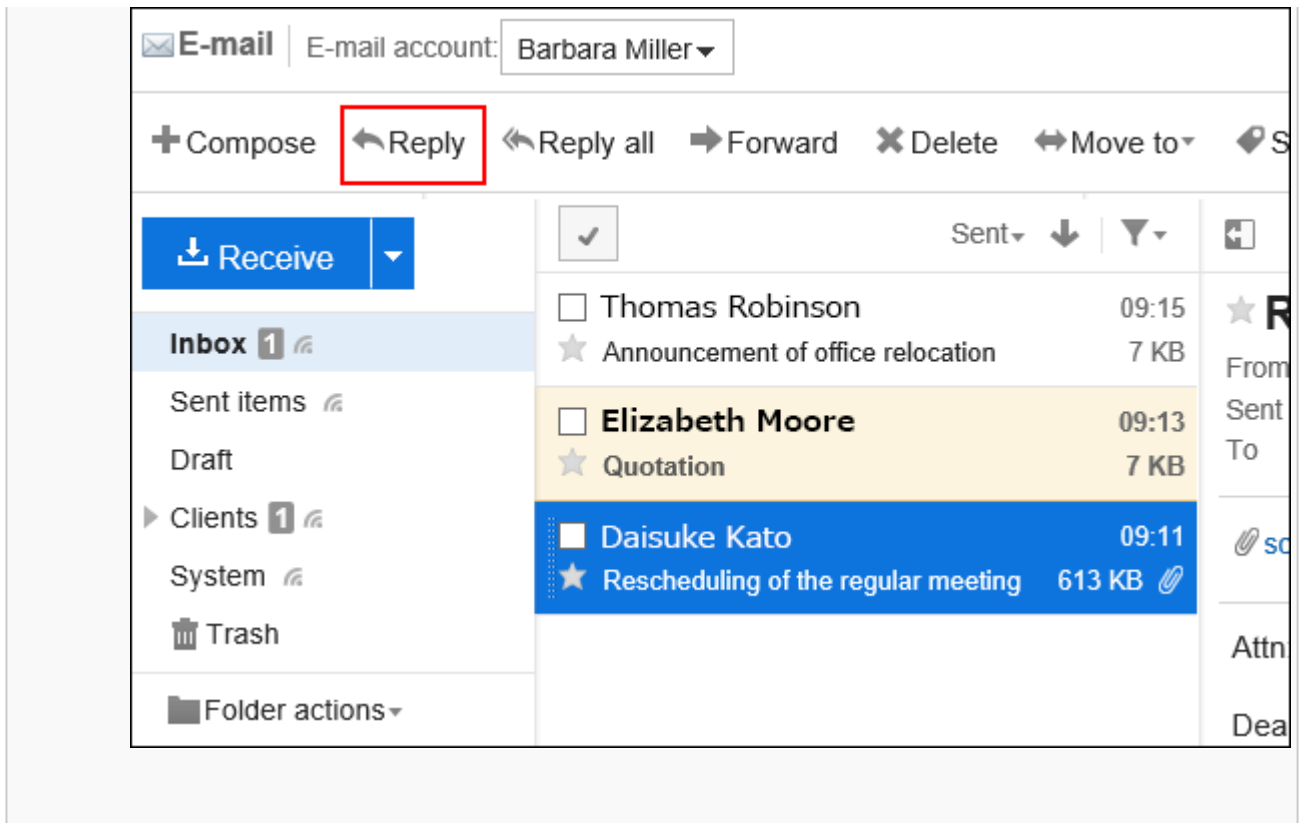 E-mail E-mail account: Barbara Miller
Compose Reply Reply all Forward Delete Move to S
Receive
Sent
Inbox 1
Sent items
Draft
Clients 1
System
Trash
Folder actions
Thomas Robinson 09:15
Announcement of office relocation 7 KB
Elizabeth Moore 09:13
Quotation 7 KB
Daisuke Kato 09:11
Rescheduling of the regular meeting 613 KB
R
From
Sent
To
sc
Attn:
Dea